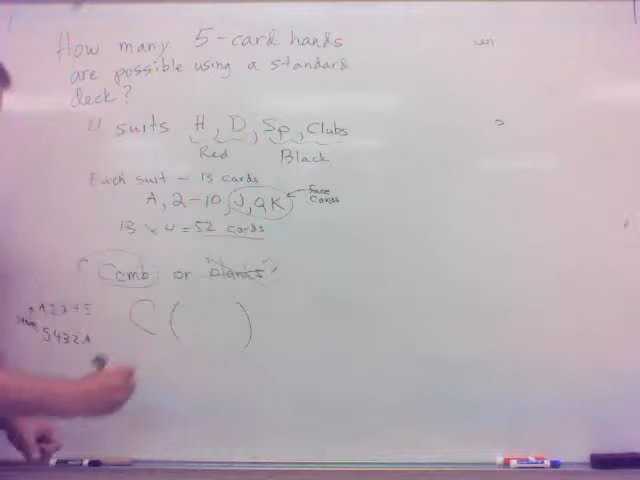 How many 5-card hands
are possible using a standard
deck?
4 suits H, D, Sp, Clubs
Red Black
Each suit - 13 cards
A, 2-10, J, Q K Face Cards
13 x 4 = 52 cards
Comb or
A 2 3 4 5
5 4 3 2 A
C ( )